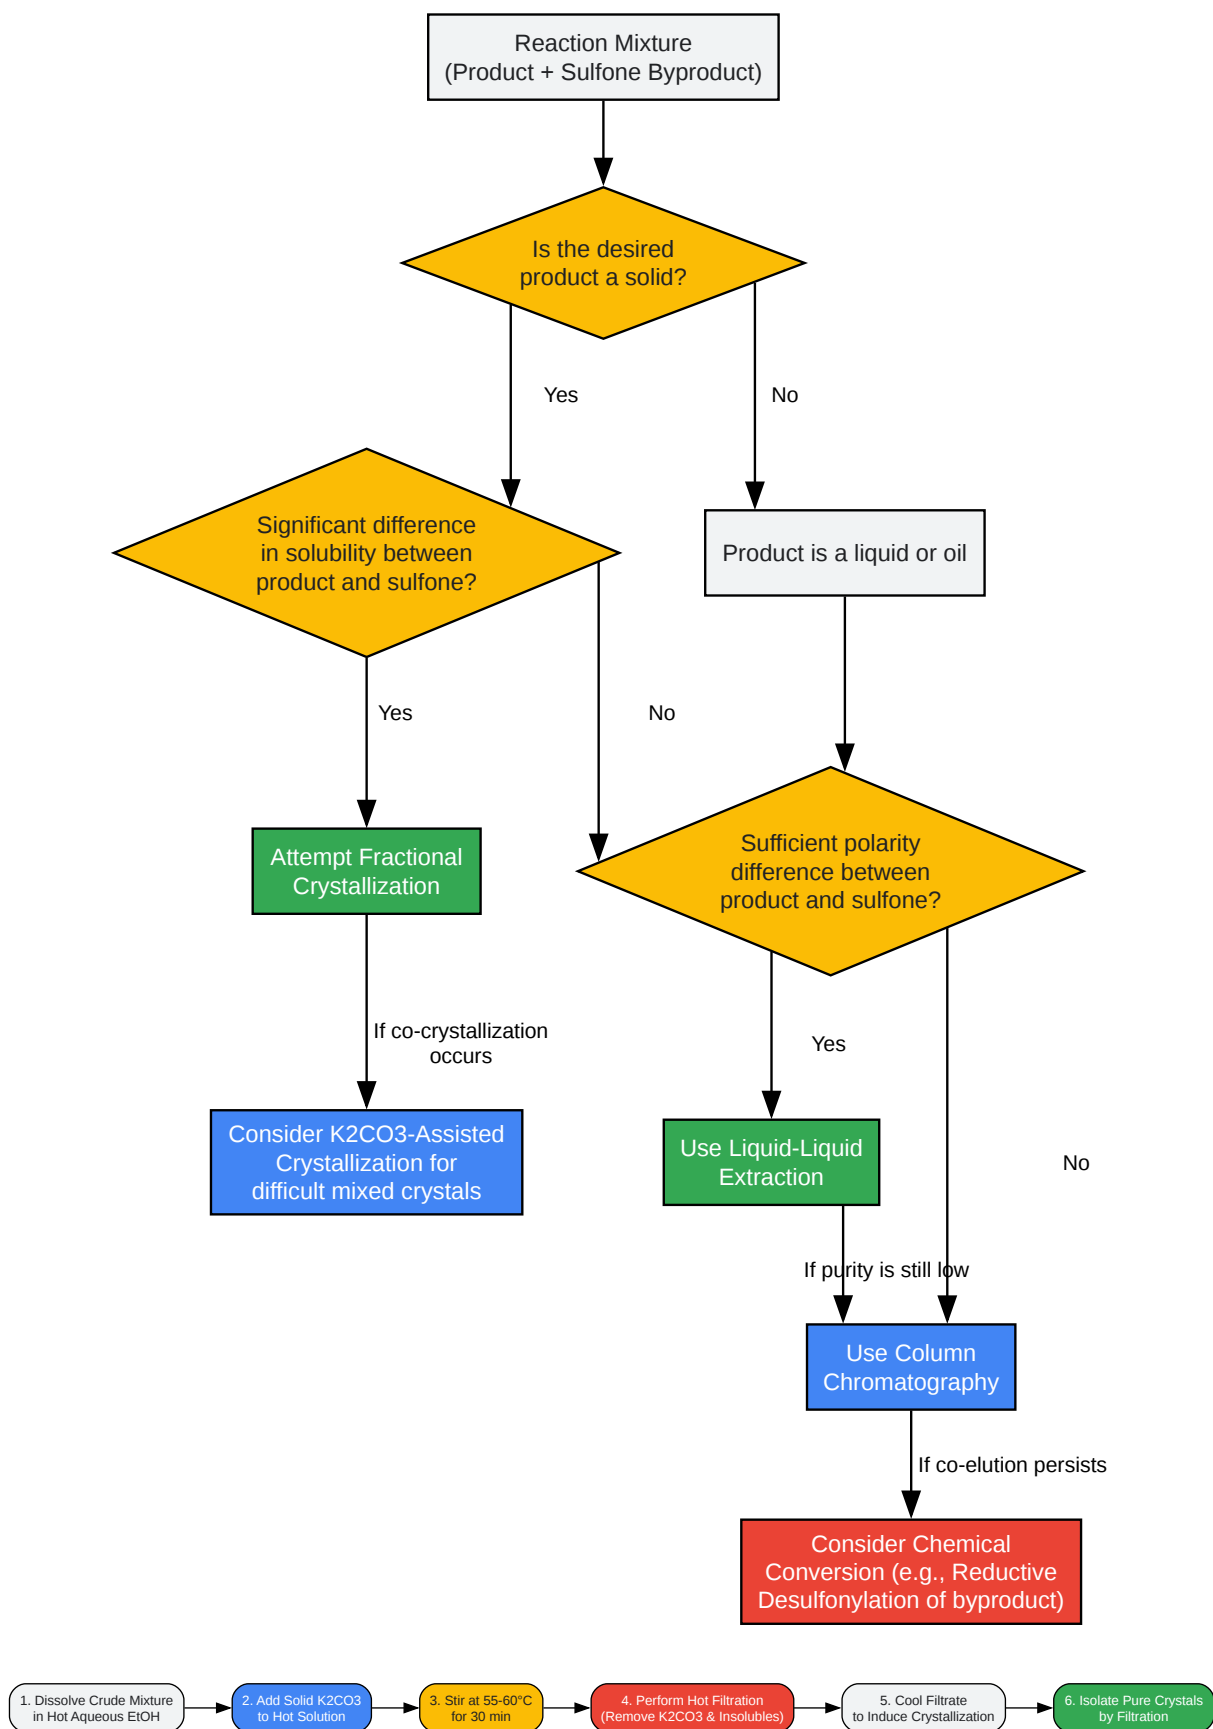 Reaction Mixture
(Product + Sulfone Byproduct)
Is the desired
product a solid?
Yes
No
Significant difference
in solubility between
product and sulfone?
Product is a liquid or oil
Yes
No
Sufficient polarity
difference between
product and sulfone?
Attempt Fractional
Crystallization
If co-crystallization
occurs
Yes
Consider K2CO3-Assisted
Crystallization for
difficult mixed crystals
Use Liquid-Liquid
Extraction
No
If purity is still low
Use Column
Chromatography
If co-elution persists
Consider Chemical
Conversion (e.g., Reductive
Desulfonylation of byproduct)
1. Dissolve Crude Mixture
in Hot Aqueous EtOH
2. Add Solid K2CO3
to Hot Solution
3. Stir at 55-60°C
for 30 min
4. Perform Hot Filtration
(Remove K2CO3 & Insolubles)
5. Cool Filtrate
to Induce Crystallization
6. Isolate Pure Crystals
by Filtration